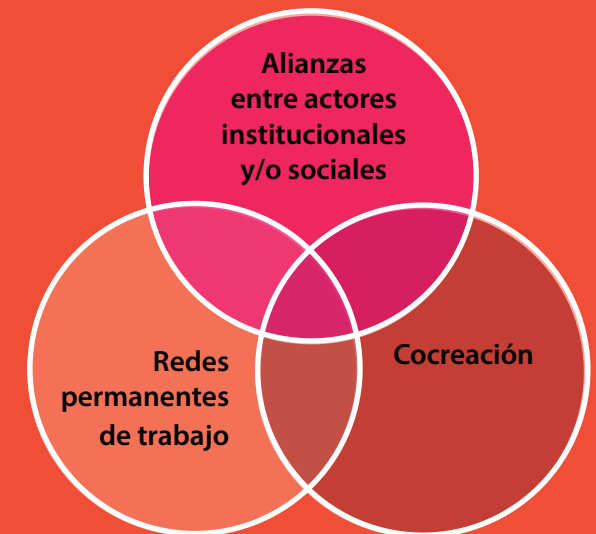 Alianzas
entre actores
institucionales
y/o sociales
Redes
permanentes
de trabajo
Cocreación